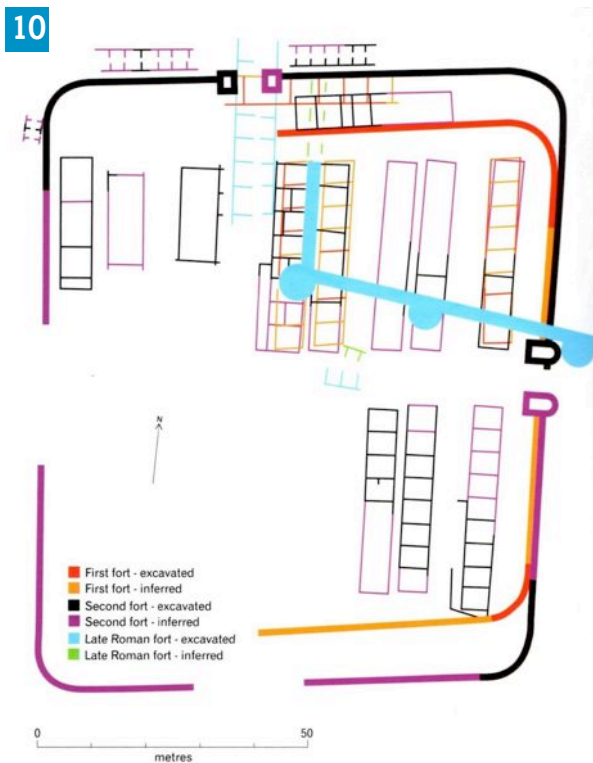 10
N
First fort - excavated
First fort - inferred
Second fort - excavated
Second fort - inferred
Late Roman fort - excavated
Late Roman fort - inferred
0 50
metres